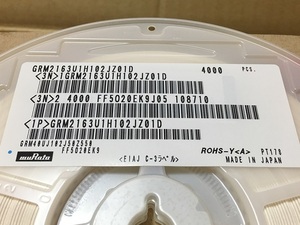 GRM2163U1H102JZ01D 4000 PCS.
<3N>1GRM2163U1H102JZ01D
<3N>2 4000 FF5020EK9J05 108710
<1P>GRM2163U1H102JZ01D
GRM480J102J50Z550
FF5020EK9
muRata <EIAJ C-3ラベル> ROHS-Y<A> PT170
MADE IN JAPAN